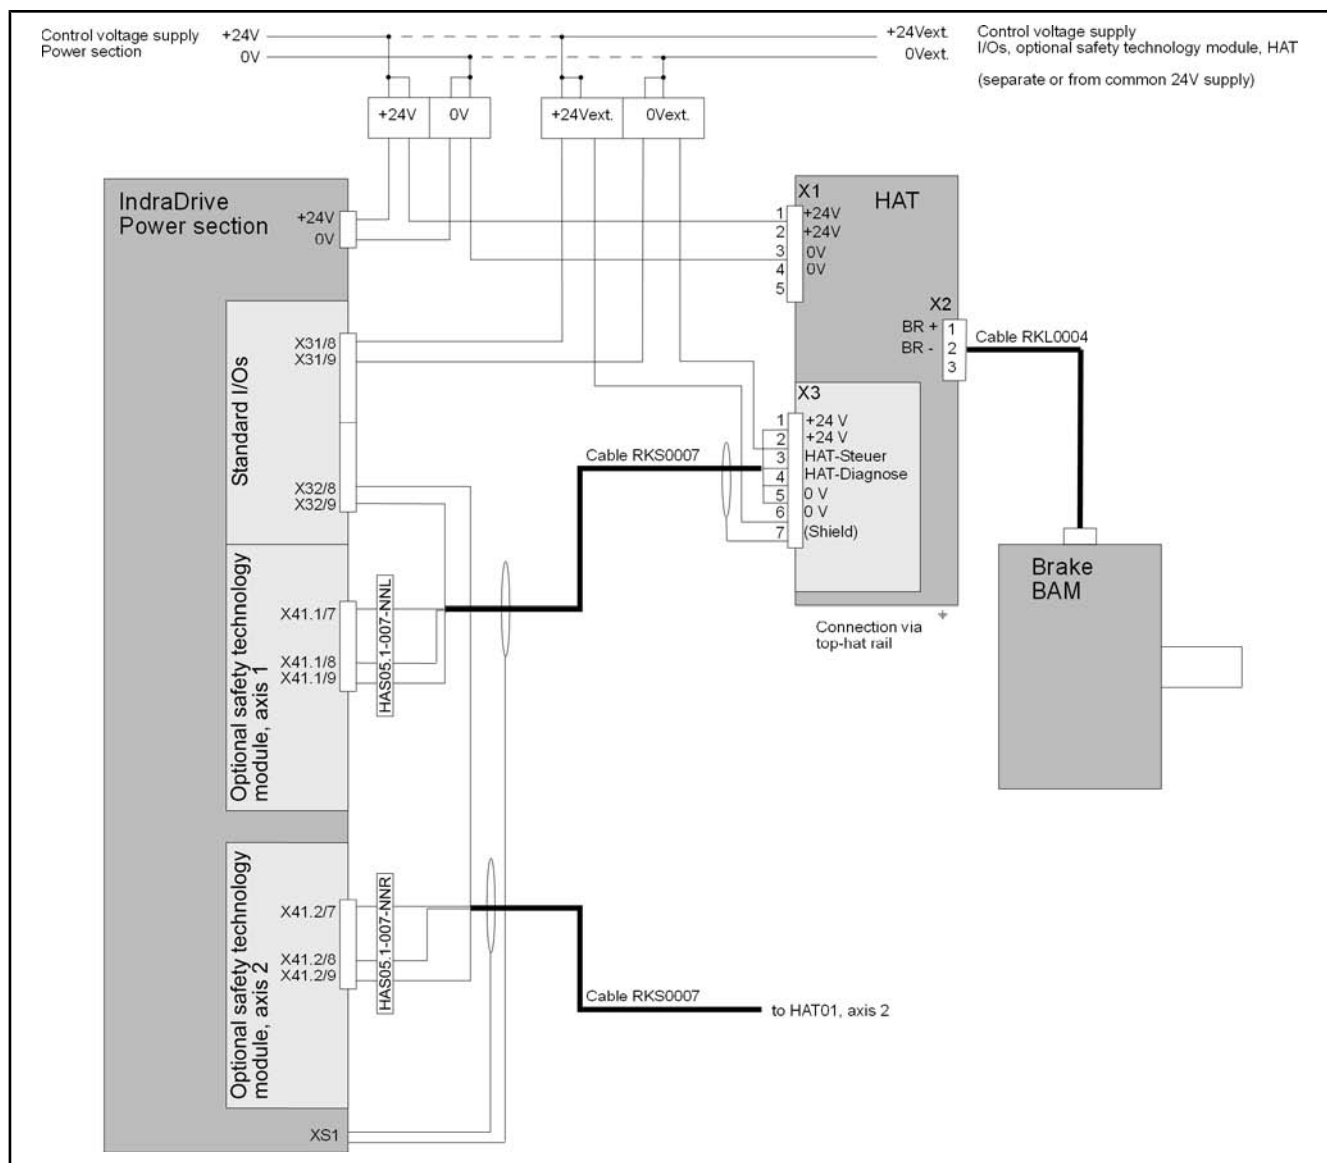 Control voltage supply +24V
Power section 0V
+24Vext. Control voltage supply
0Vext. I/Os, optional safety technology module, HAT
(separate or from common 24V supply)
+24V 0V +24Vext. 0Vext.
IndraDrive
Power section
+24V
0V
Standard I/Os
X31/8
X31/9
X32/8
X32/9
Optional safety technology
module, axis 1
X41.1/7
X41.1/8
X41.1/9
HAS05.1-007-NNL
Optional safety technology
module, axis 2
X41.2/7
X41.2/8
X41.2/9
HAS05.1-007-NNR
XS1
Cable RKS0007
Cable RKS0007
to HAT01, axis 2
X1
HAT
1 +24V
2 +24V
3 0V
4 0V
5
X2
BR + 1
BR - 2
3
Cable RKL0004
X3
1 +24 V
2 +24 V
3 HAT-Steuer
4 HAT-Diagnose
5 0 V
6 0 V
7 (Shield)
Connection via
top-hat rail
Brake
BAM